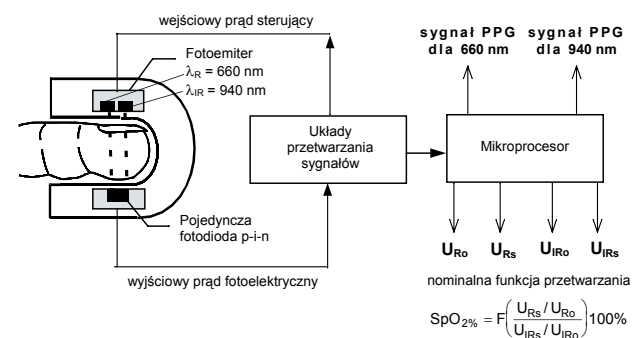 wejściowy prąd sterujący
Fotoemiter
λR = 660 nm
λIR = 940 nm
Pojedyncza
fotodioda p-i-n
wyjściowy prąd fotoelektryczny
Układy
przetwarzania
sygnałów
sygnał PPG
dla 660 nm
sygnał PPG
dla 940 nm
Mikroprocesor
URo URs UIRo UIRs
nominalna funkcja przetwarzania
SpO2% = F( (URs / URo) / (UIRs / UIRo) ) 100%